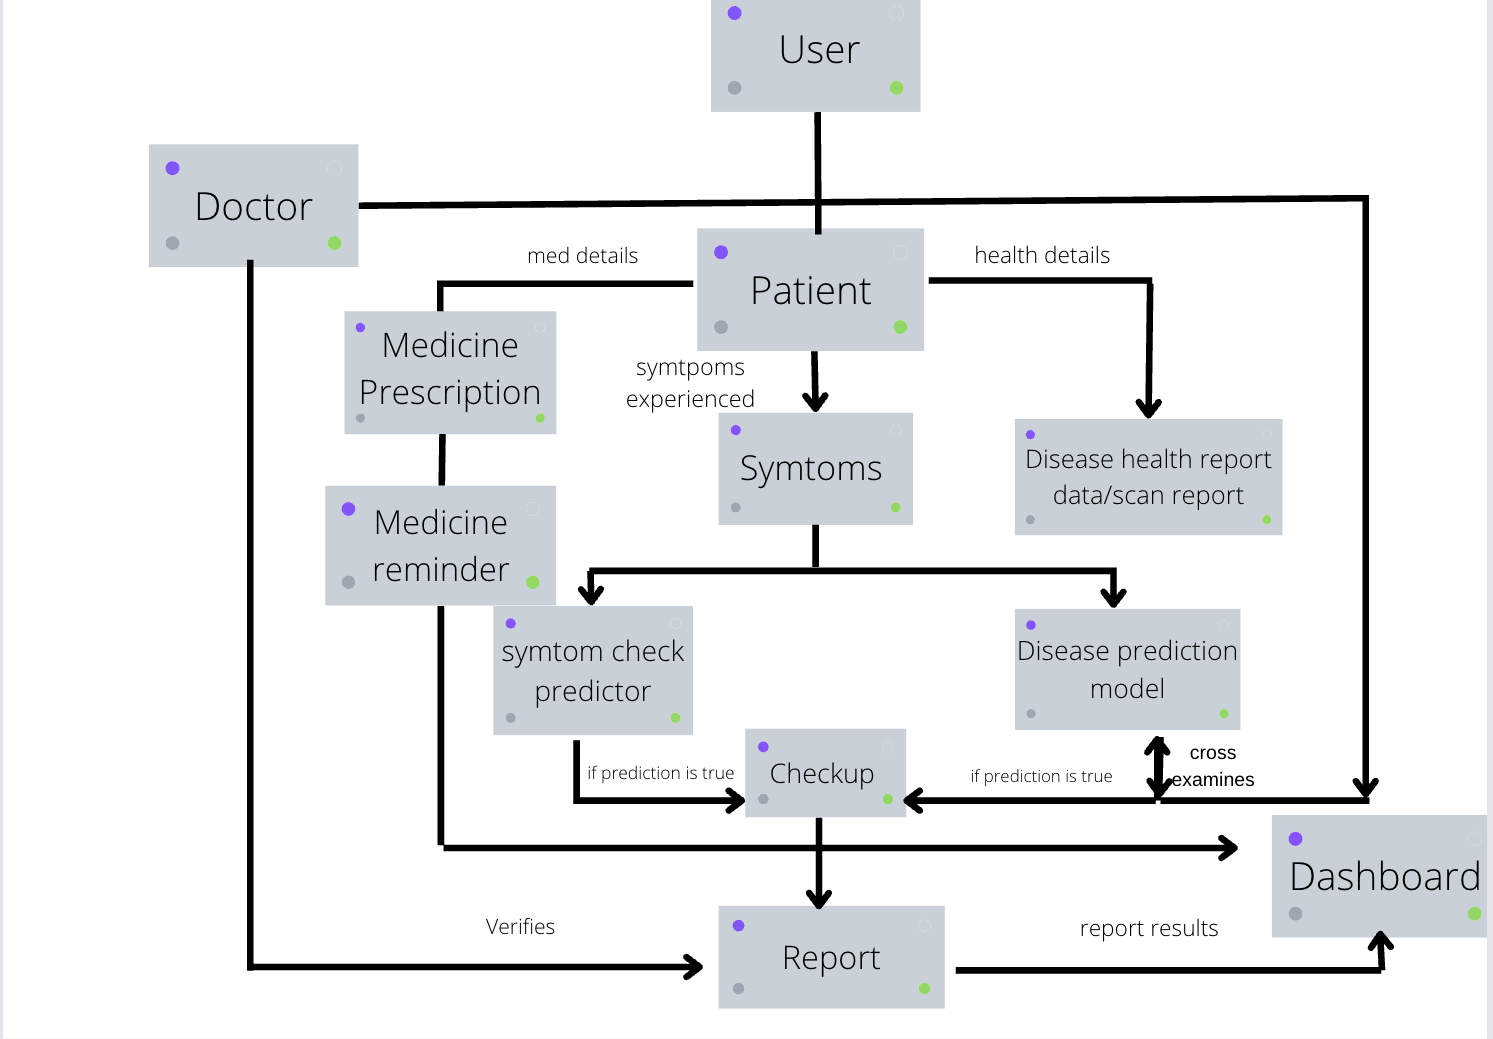 User
Doctor
med details
health details
Patient
Medicine
Prescription
symtpoms
experienced
Symtoms
Disease health report
data/scan report
Medicine
reminder
symtom check
predictor
Disease prediction
model
cross
examines
if prediction is true
Checkup
if prediction is true
Dashboard
Verifies
report results
Report